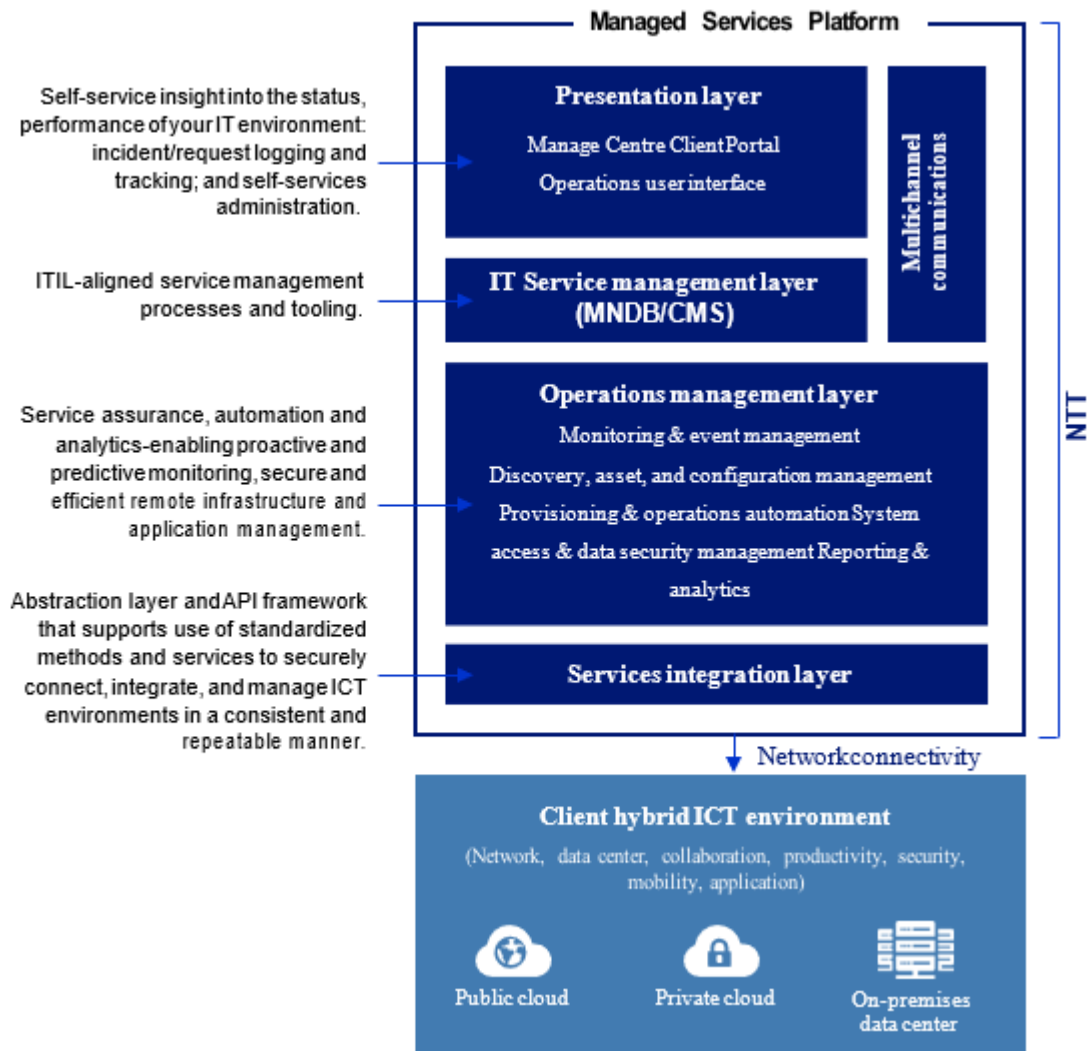 Managed Services Platform
Self-service insight into the status,
performance of your IT environment:
incident/request logging and
tracking; and self-services
administration.
Presentation layer
Manage Centre Client Portal
Operations user interface
Multichannel
communications
ITIL-aligned service management
processes and tooling.
IT Service management layer
(MNDB/CMS)
Service assurance, automation and
analytics-enabling proactive and
predictive monitoring, secure and
efficient remote infrastructure and
application management.
Operations management layer
Monitoring & event management
Discovery, asset, and configuration management
Provisioning & operations automation System
access & data security management Reporting &
analytics
NTT
Abstraction layer and API framework
that supports use of standardized
methods and services to securely
connect, integrate, and manage ICT
environments in a consistent and
repeatable manner.
Services integration layer
Network connectivity
Client hybrid ICT environment
(Network, data center, collaboration, productivity, security,
mobility, application)
Public cloud
Private cloud
On-premises
data center